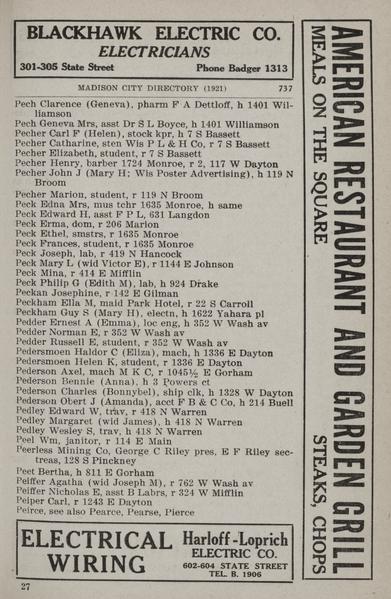 BLACKHAWK ELECTRIC CO.
ELECTRICIANS
301-305 State Street Phone Badger 1313
MADISON CITY DIRECTORY (1921) 737
Pech Clarence (Geneva), pharm F A Dettloff, h 1401 Wil-
liamson
Pech Geneva Mrs, asst Dr S L Boyce, h 1401 Williamson
Pecher Carl F (Helen), stock kpr, h 7 S Bassett
Pecher Catharine, sten Wis P L & H Co, r 7 S Bassett
Pecher Elizabeth, student, r 7 S Bassett
Pecher Henry, barber 1724 Monroe, r 2, 117 W Dayton
Pecher John J (Mary H; Wis Poster Advertising), h 119 N
Broom
Pecher Marion, student, r 119 N Broom
Peck Edna Mrs, mus tchr 1635 Monroe, h same
Peck Edward H, asst F P L, 631 Langdon
Peck Erma, dom, r 206 Marion
Peck Ethel, smstrs, r 1635 Monroe
Peck Frances, student, r 1635 Monroe
Peck Joseph, lab, r 419 N Hancock
Peck Mary L (wid Victor E), r 1144 E Johnson
Peck Mina, r 414 E Mifflin
Peck Philip G (Edith M), lab, h 924 Drake
Peckan Josephine, r 142 E Gilman
Peckham Ella M, maid Park Hotel, r 22 S Carroll
Peckham Guy S (Mary H), electn, h 1622 Yahara pl
Pedder Ernest A (Emma), loc eng, h 352 W Wash av
Pedder Norman E, r 352 W Wash av
Pedder Russell E, student, r 352 W Wash av
Pedersmoen Haldor C (Eliza), mach, h 1336 E Dayton
Pedersmoen Helen K, student, r 1336 E Dayton
Pederson Axel, mach M K C, r 1045½ E Gorham
Pederson Bennie (Anna), h 3 Powers ct
Pederson Charles (Bonnybel), ship clk, h 1328 W Dayton
Pederson Obert J (Amanda), acct F B & C Co, h 214 Buell
Pedley Edward W, trav, r 418 N Warren
Pedley Margaret (wid James), h 418 N Warren
Pedley Wesley S, trav, h 418 N Warren
Peel Wm, janitor, r 114 E Main
Peerless Mining Co, George C Riley pres, E F Riley sec-
treas, 128 S Pinckney
Peet Bertha, h 811 E Gorham
Peiffer Agatha (wid Joseph M), r 762 W Wash av
Peiffer Nicholas E, asst B Labrs, r 324 W Mifflin
Peiper Carl, r 1243 E Dayton
Peirce, see also Pearce, Pearse, Pierce
ELECTRICAL
WIRING
Harloff-Loprich
ELECTRIC CO.
602-604 STATE STREET
TEL. B. 1906
27
AMERICAN RESTAURANT AND GARDEN GRILL
MEALS ON THE SQUARE STEAKS, CHOPS